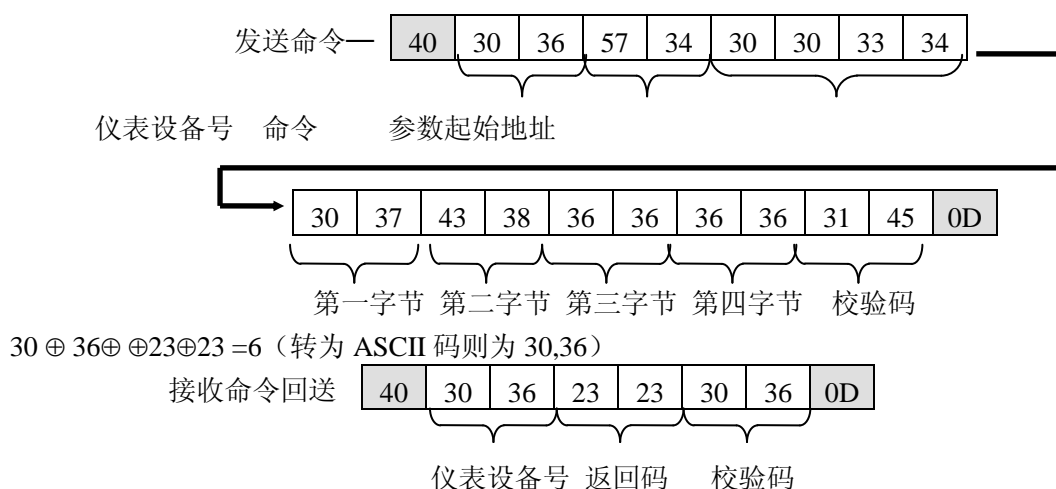 发送命令— 40 30 36 57 34 30 30 33 34
仪表设备号 命令 参数起始地址
30 37 43 38 36 36 36 36 31 45 0D
第一字节 第二字节 第三字节 第四字节 校验码
30 ⊕ 36⊕ ⊕23⊕23 =6（转为 ASCII 码则为 30,36）
接收命令回送 40 30 36 23 23 30 36 0D
仪表设备号 返回码 校验码